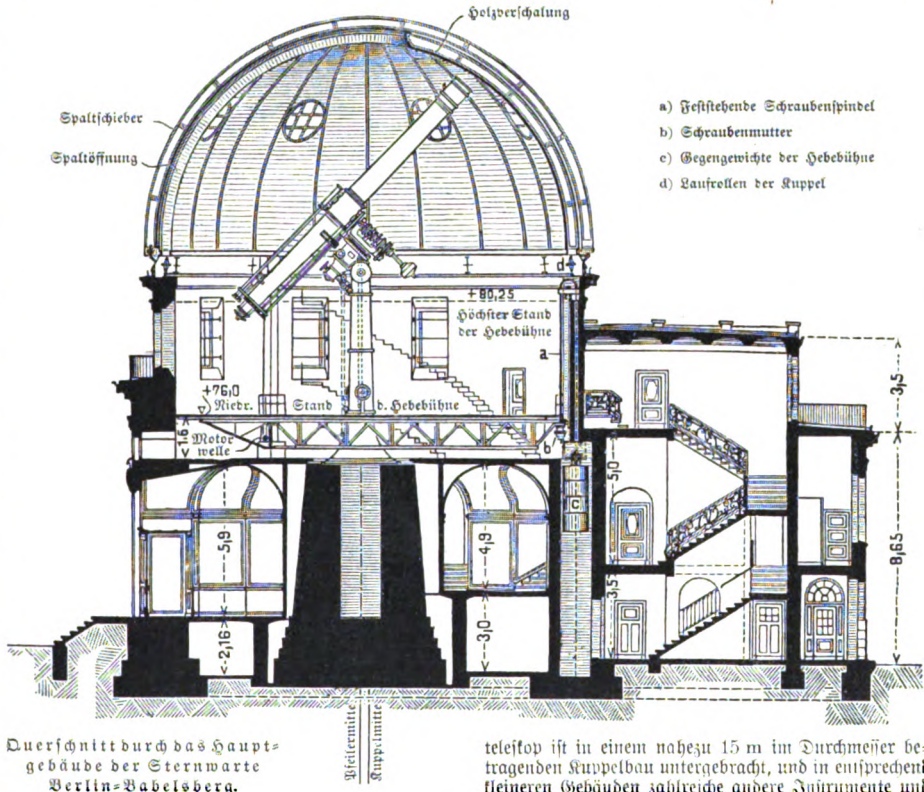 Holzverschalung
Spaltschieber
Spaltöffnung
a) Feststehende Schraubenspindel
b) Schraubenmutter
c) Gegengewichte der Hebebühne
d) Laufrollen der Kuppel
d
+80,25
Höchster Stand
der Hebebühne
a
3,5
+76,0
Niedr. Stand d. Hebebühne
1,6
Motor
welle
b
5,0
c
5,9
4,9
8,65
3,5
2,16
3,0
Pfeilermitte
Kuppelmitte
Querschnitt durch das Haupt-
gebäude der Sternwarte
Berlin-Babelsberg.
teleskop ist in einem nahezu 15 m im Durchmesser be-
tragenden Kuppelbau untergebracht, und in entsprechend
kleineren Gebäuden zahlreiche andere Instrumente und